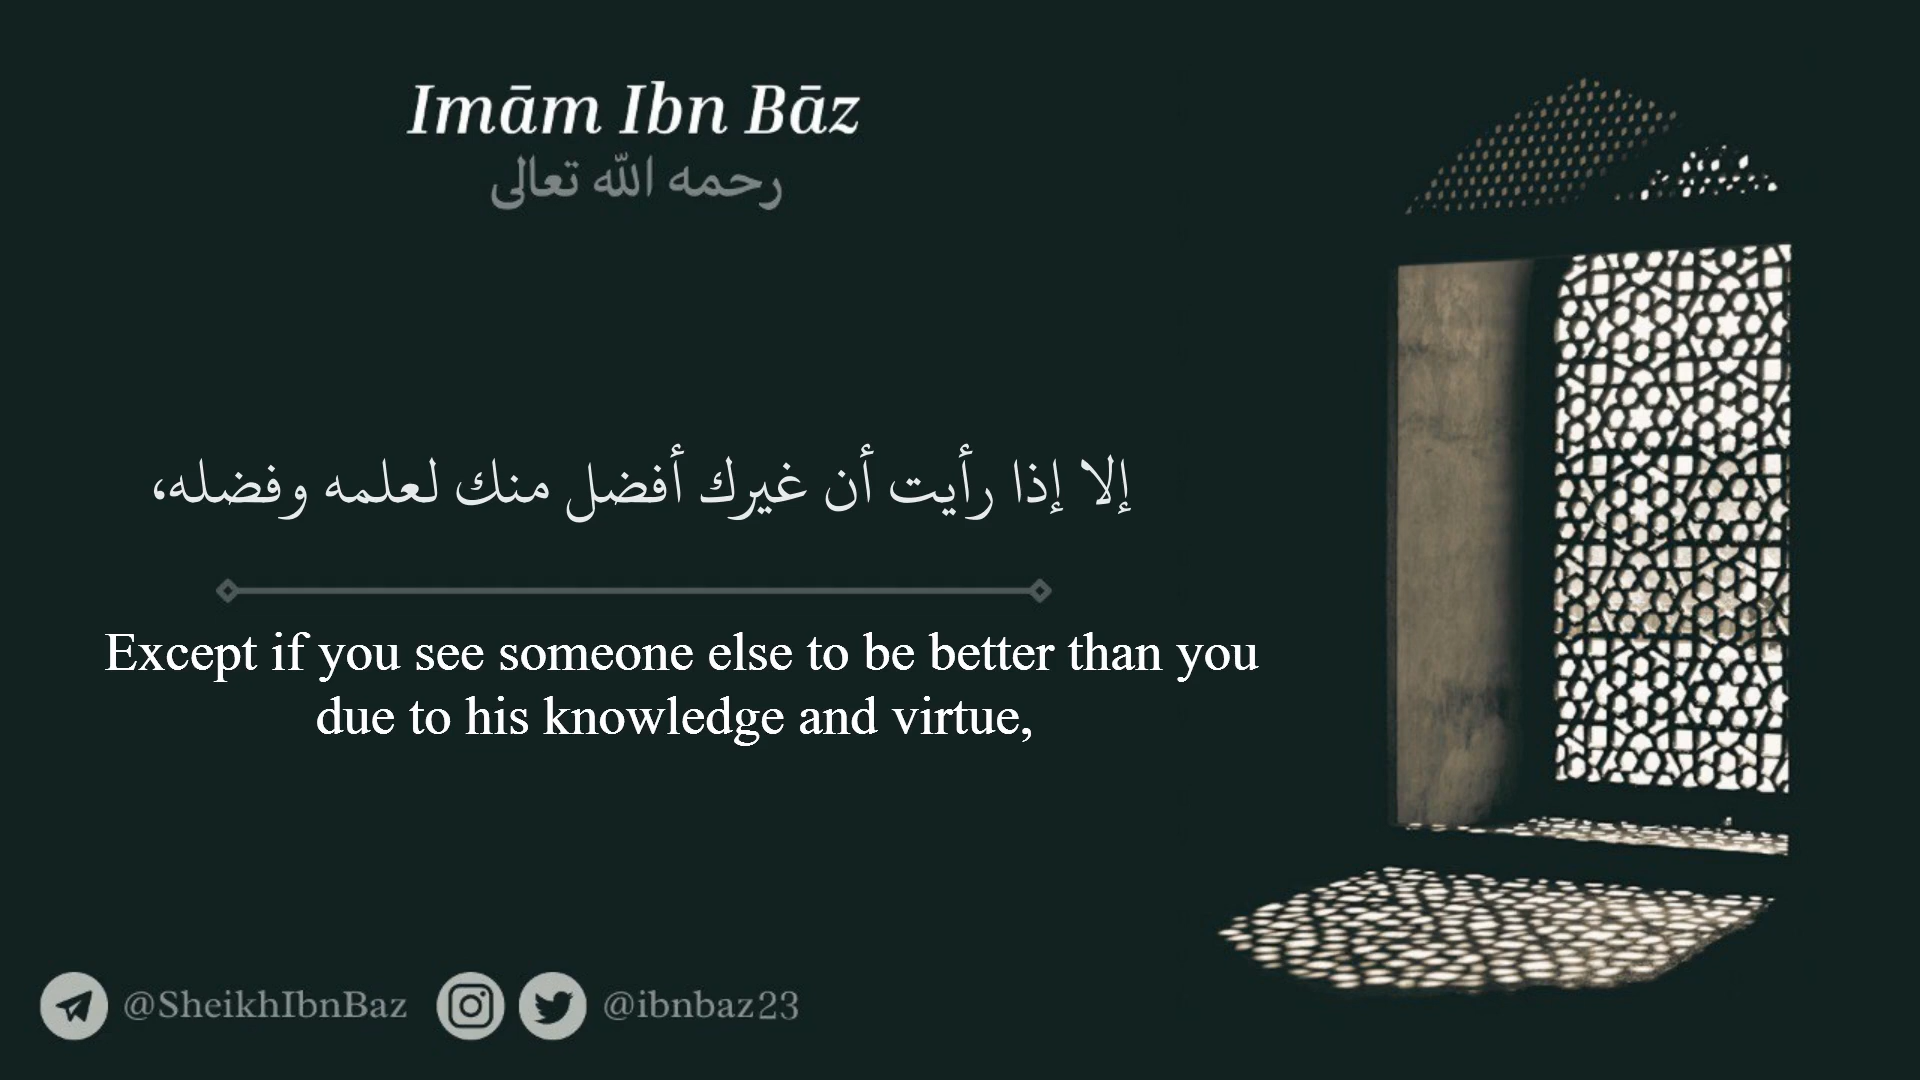 Imām Ibn Bāz
رحمه الله تعالى
إلا إذا رأيت أن غيرك أفضل منك لعلمه وفضله،
Except if you see someone else to be better than you
due to his knowledge and virtue,
@SheikhIbnBaz @ibnbaz23